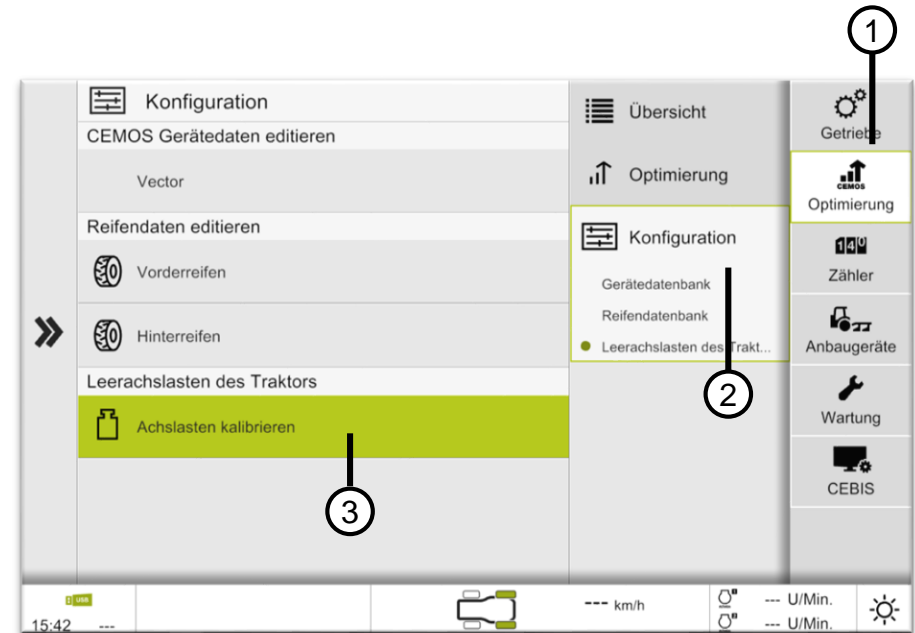 1
Konfiguration
CEMOS Gerätedaten editieren
Vector
Reifendaten editieren
Vorderreifen
Hinterreifen
Leerachslasten des Traktors
Achslasten kalibrieren
3
Übersicht
Optimierung
Konfiguration
Gerätedatenbank
Reifendatenbank
Leerachslasten des Trakt...
2
Getriebe
CEMOS
Optimierung
140
Zähler
Anbaugeräte
Wartung
CEBIS
USB
15:42 ---
--- km/h
--- U/Min.
--- U/Min.